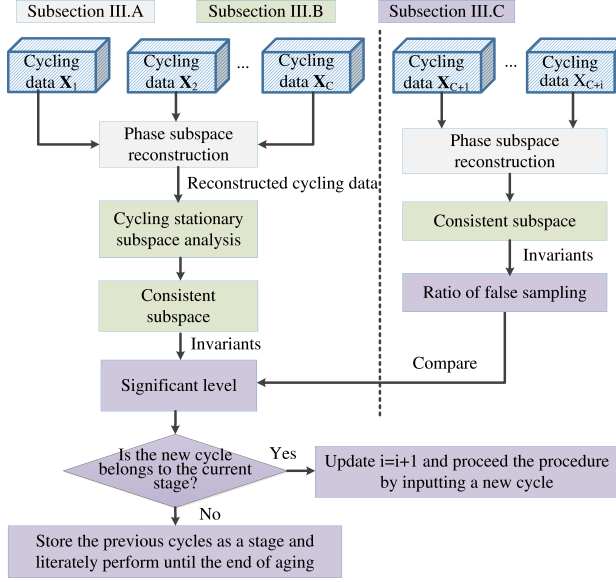 Subsection III.A
Subsection III.B
Subsection III.C
Cycling
data X1
Cycling
data X2
...
Cycling
data XC
Cycling
data XC+1
...
Cycling
data XC+i
Phase subspace
reconstruction
Reconstructed cycling data
Cycling stationary
subspace analysis
Consistent
subspace
Invariants
Significant level
Phase subspace
reconstruction
Consistent subspace
Invariants
Ratio of false sampling
Compare
Is the new cycle
belongs to the current
stage?
Yes
Update i=i+1 and proceed the procedure
by inputting a new cycle
No
Store the previous cycles as a stage and
literately perform until the end of aging